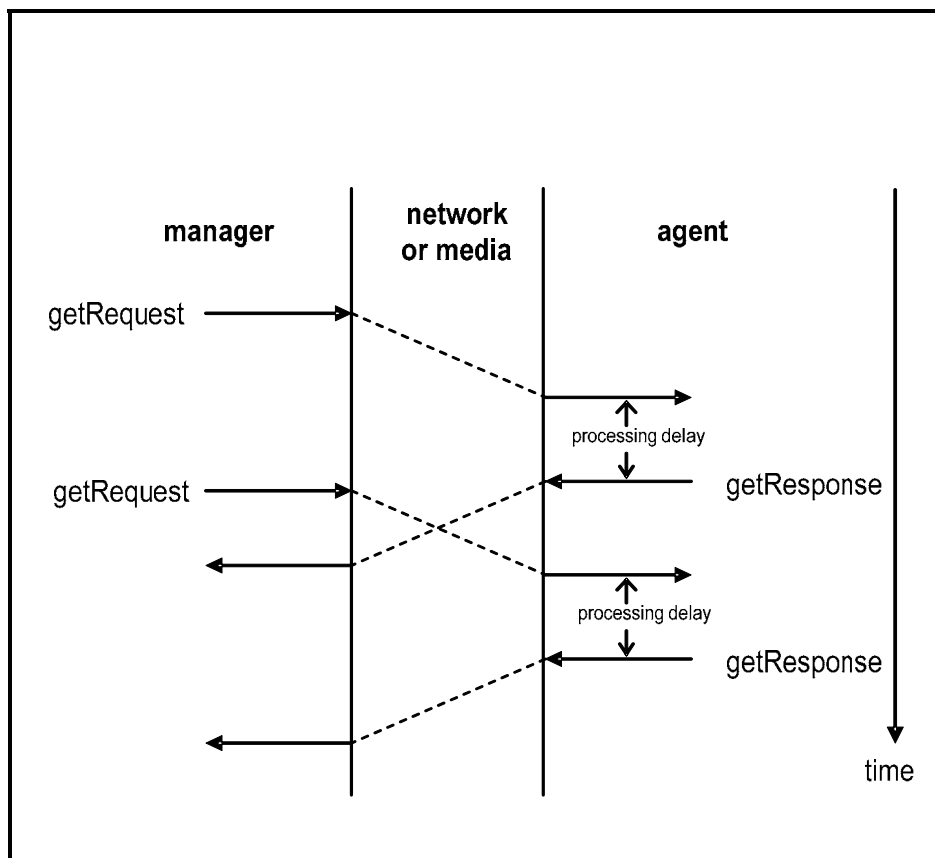 manager
network
or media
agent
getRequest
processing delay
getRequest
getResponse
processing delay
getResponse
time